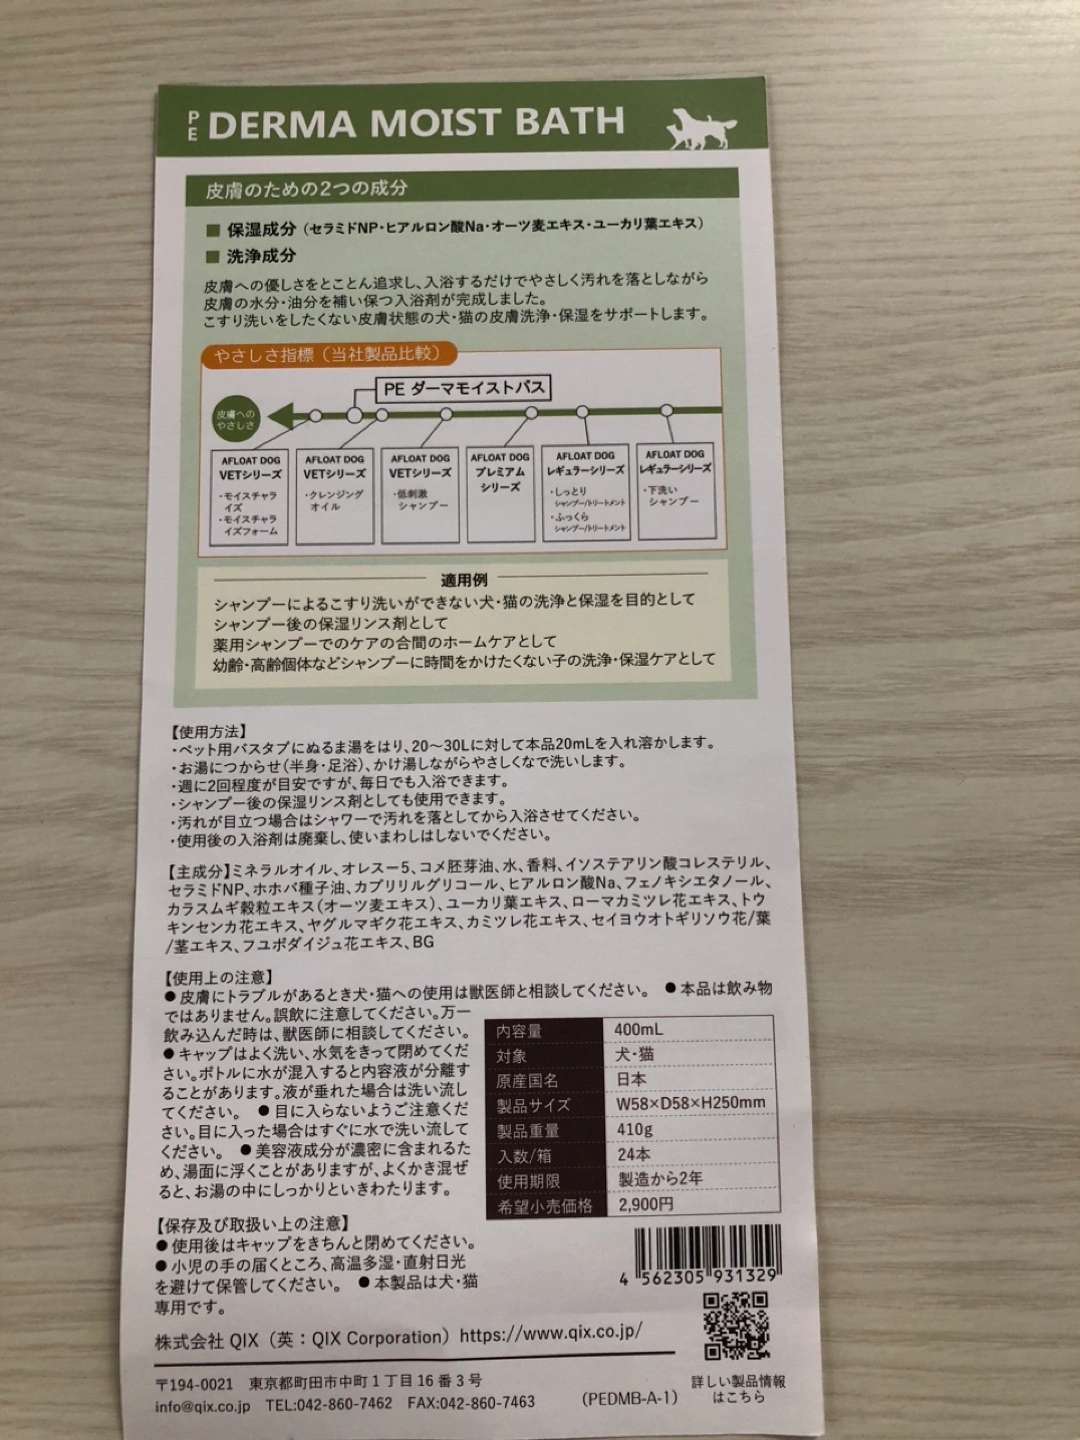 PE DERMA MOIST BATH
皮膚のための2つの成分
■ 保湿成分（セラミドNP・ヒアルロン酸Na・オーツ麦エキス・ユーカリ葉エキス）
■ 洗浄成分
皮膚への優しさをとことん追求し、入浴するだけでやさしく汚れを落としながら
皮膚の水分・油分を補い保つ入浴剤が完成しました。
こすり洗いをしたくない皮膚状態の犬・猫の皮膚洗浄・保湿をサポートします。
やさしさ指標（当社製品比較）
PE ダーマモイストバス
皮膚への
やさしさ
AFLOAT DOG
VETシリーズ
・モイスチャラ
イズ
・モイスチャラ
イズフォーム
AFLOAT DOG
VETシリーズ
・クレンジング
オイル
AFLOAT DOG
VETシリーズ
・低刺激
シャンプー
AFLOAT DOG
プレミアム
シリーズ
AFLOAT DOG
レギュラーシリーズ
・しっとり
シャンプー/トリートメント
・ふっくら
シャンプー/トリートメント
AFLOAT DOG
レギュラーシリーズ
・下洗い
シャンプー
適用例
シャンプーによるこすり洗いができない犬・猫の洗浄と保湿を目的として
シャンプー後の保湿リンス剤として
薬用シャンプーでのケアの合間のホームケアとして
幼齢・高齢個体などシャンプーに時間をかけたくない子の洗浄・保湿ケアとして
【使用方法】
・ペット用バスタブにぬるま湯をはり、20〜30Lに対して本品20mLを入れ溶かします。
・お湯につからせ（半身・足浴）、かけ湯しながらやさしくなで洗いします。
・週に2回程度が目安ですが、毎日でも入浴できます。
・シャンプー後の保湿リンス剤としても使用できます。
・汚れが目立つ場合はシャワーで汚れを落としてから入浴させてください。
・使用後の入浴剤は廃棄し、使いまわしはしないでください。
【主成分】ミネラルオイル、オレスー5、コメ胚芽油、水、香料、イソステアリン酸コレステリル、
セラミドNP、ホホバ種子油、カプリリルグリコール、ヒアルロン酸Na、フェノキシエタノール、
カラスムギ穀粒エキス（オーツ麦エキス）、ユーカリ葉エキス、ローマカミツレ花エキス、トウ
キンセンカ花エキス、ヤグルマギク花エキス、カミツレ花エキス、セイヨウオトギリソウ花/葉
/茎エキス、フユボダイジュ花エキス、BG
【使用上の注意】
● 皮膚にトラブルがあるとき犬・猫への使用は獣医師と相談してください。 ● 本品は飲み物
ではありません。誤飲に注意してください。万一
飲み込んだ時は、獣医師に相談してください。
● キャップはよく洗い、水気をきって閉めてくだ
さい。ボトルに水が混入すると内容液が分離す
ることがあります。液が垂れた場合は洗い流し
てください。 ● 目に入らないようご注意くだ
さい。目に入った場合はすぐに水で洗い流して
ください。 ● 美容液成分が濃密に含まれるた
め、湯面に浮くことがありますが、よくかき混ぜ
ると、お湯の中にしっかりといきわたります。
内容量 400mL
対象 犬・猫
原産国名 日本
製品サイズ W58×D58×H250mm
製品重量 410g
入数/箱 24本
使用期限 製造から2年
希望小売価格 2,900円
【保存及び取扱い上の注意】
● 使用後はキャップをきちんと閉めてください。
● 小児の手の届くところ、高温多湿・直射日光
を避けて保管してください。 ● 本製品は犬・猫
専用です。
4 562305 931329
株式会社 QIX（英：QIX Corporation）https://www.qix.co.jp/
〒194-0021 東京都町田市中町1丁目16番3号
info@qix.co.jp TEL:042-860-7462 FAX:042-860-7463 （PEDMB-A-1）
詳しい製品情報
はこちら